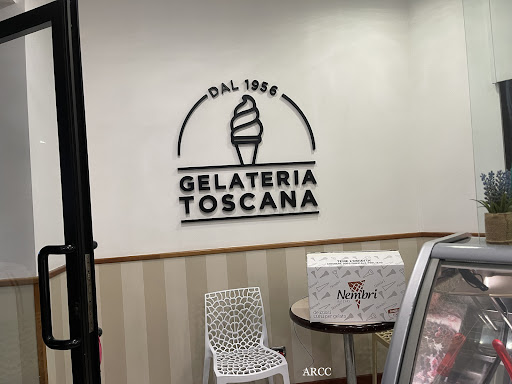 DAL 1956
GELATERIA
TOSCANA
Nembri
ARCC